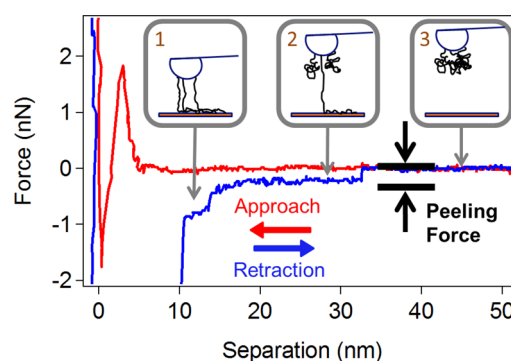 1
2
3
2
1
0
-1
-2
Force (nN)
Approach
Retraction
Peeling
Force
0
10
20
30
40
50
Separation (nm)